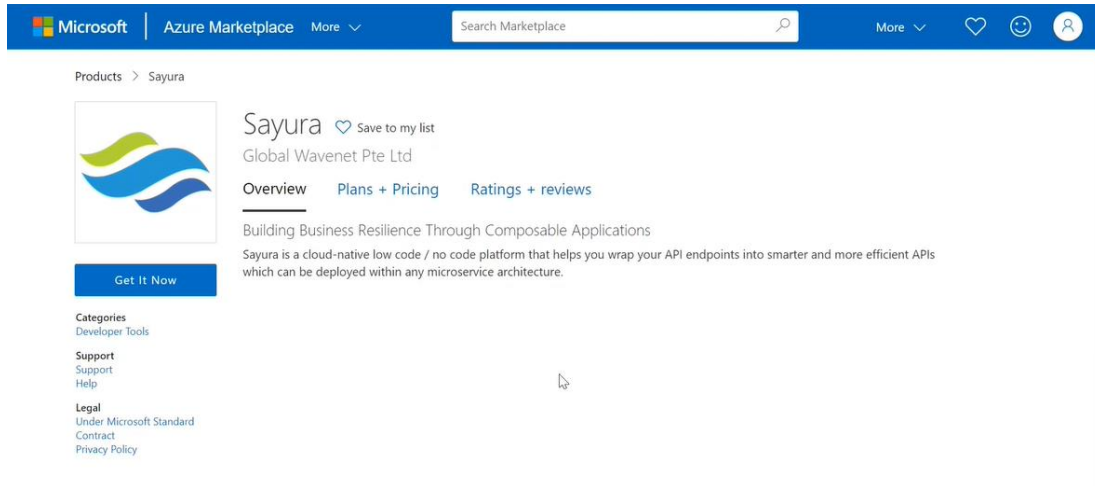 Microsoft Azure Marketplace More Search Marketplace More
Products > Sayura
Sayura Save to my list
Global Wavenet Pte Ltd
Overview Plans + Pricing Ratings + reviews
Building Business Resilience Through Composable Applications
Sayura is a cloud-native low code / no code platform that helps you wrap your API endpoints into smarter and more efficient APIs
which can be deployed within any microservice architecture.
Get It Now
Categories
Developer Tools
Support
Support
Help
Legal
Under Microsoft Standard
Contract
Privacy Policy